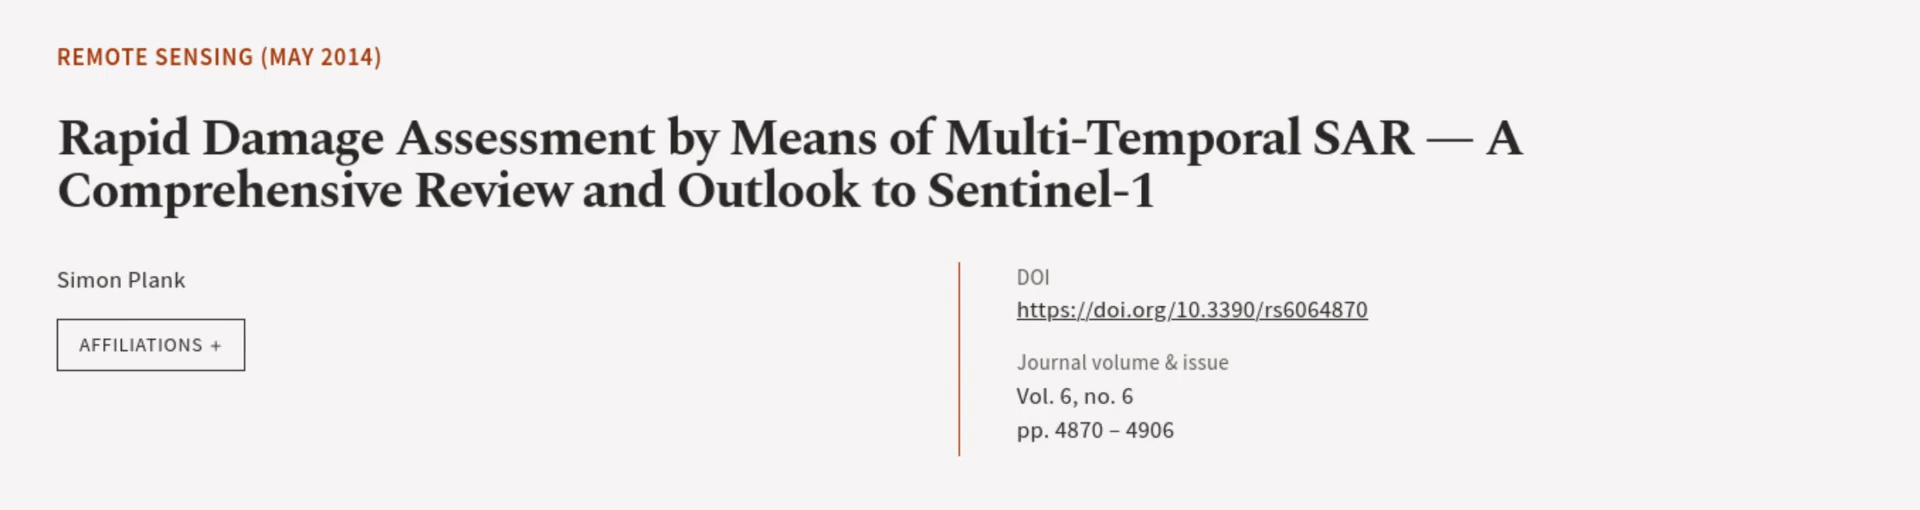 REMOTE SENSING (MAY 2014)
Rapid Damage Assessment by Means of Multi-Temporal SAR — A
Comprehensive Review and Outlook to Sentinel-1
Simon Plank
AFFILIATIONS +
DOI
https://doi.org/10.3390/rs6064870
Journal volume & issue
Vol. 6, no. 6
pp. 4870 – 4906